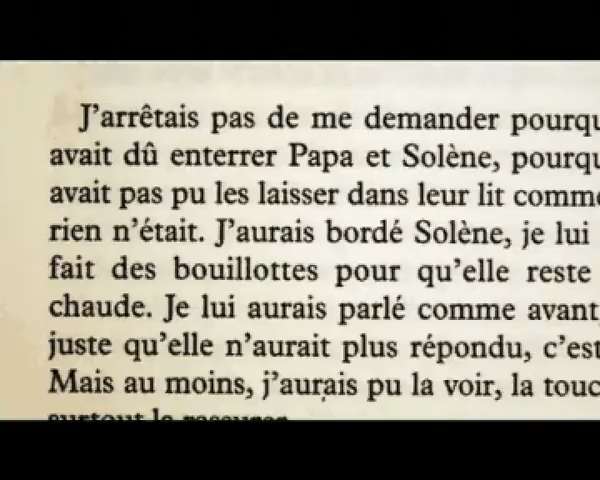 J'arrêtais pas de me demander pourqu
avait dû enterrer Papa et Solène, pourqu
avait pas pu les laisser dans leur lit comme
rien n'était. J'aurais bordé Solène, je lui
fait des bouillottes pour qu'elle reste
chaude. Je lui aurais parlé comme avant,
juste qu'elle n'aurait plus répondu, c'est
Mais au moins, j'aurais pu la voir, la touc
surtout la